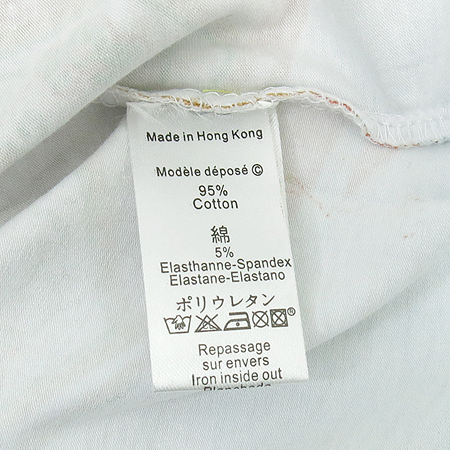 Made in Hong Kong
Modèle déposé ©
95%
Cotton
綿
5%
Elasthanne-Spandex
Elastane-Elastano
ポリウレタン
Repassage
sur envers
Iron inside out